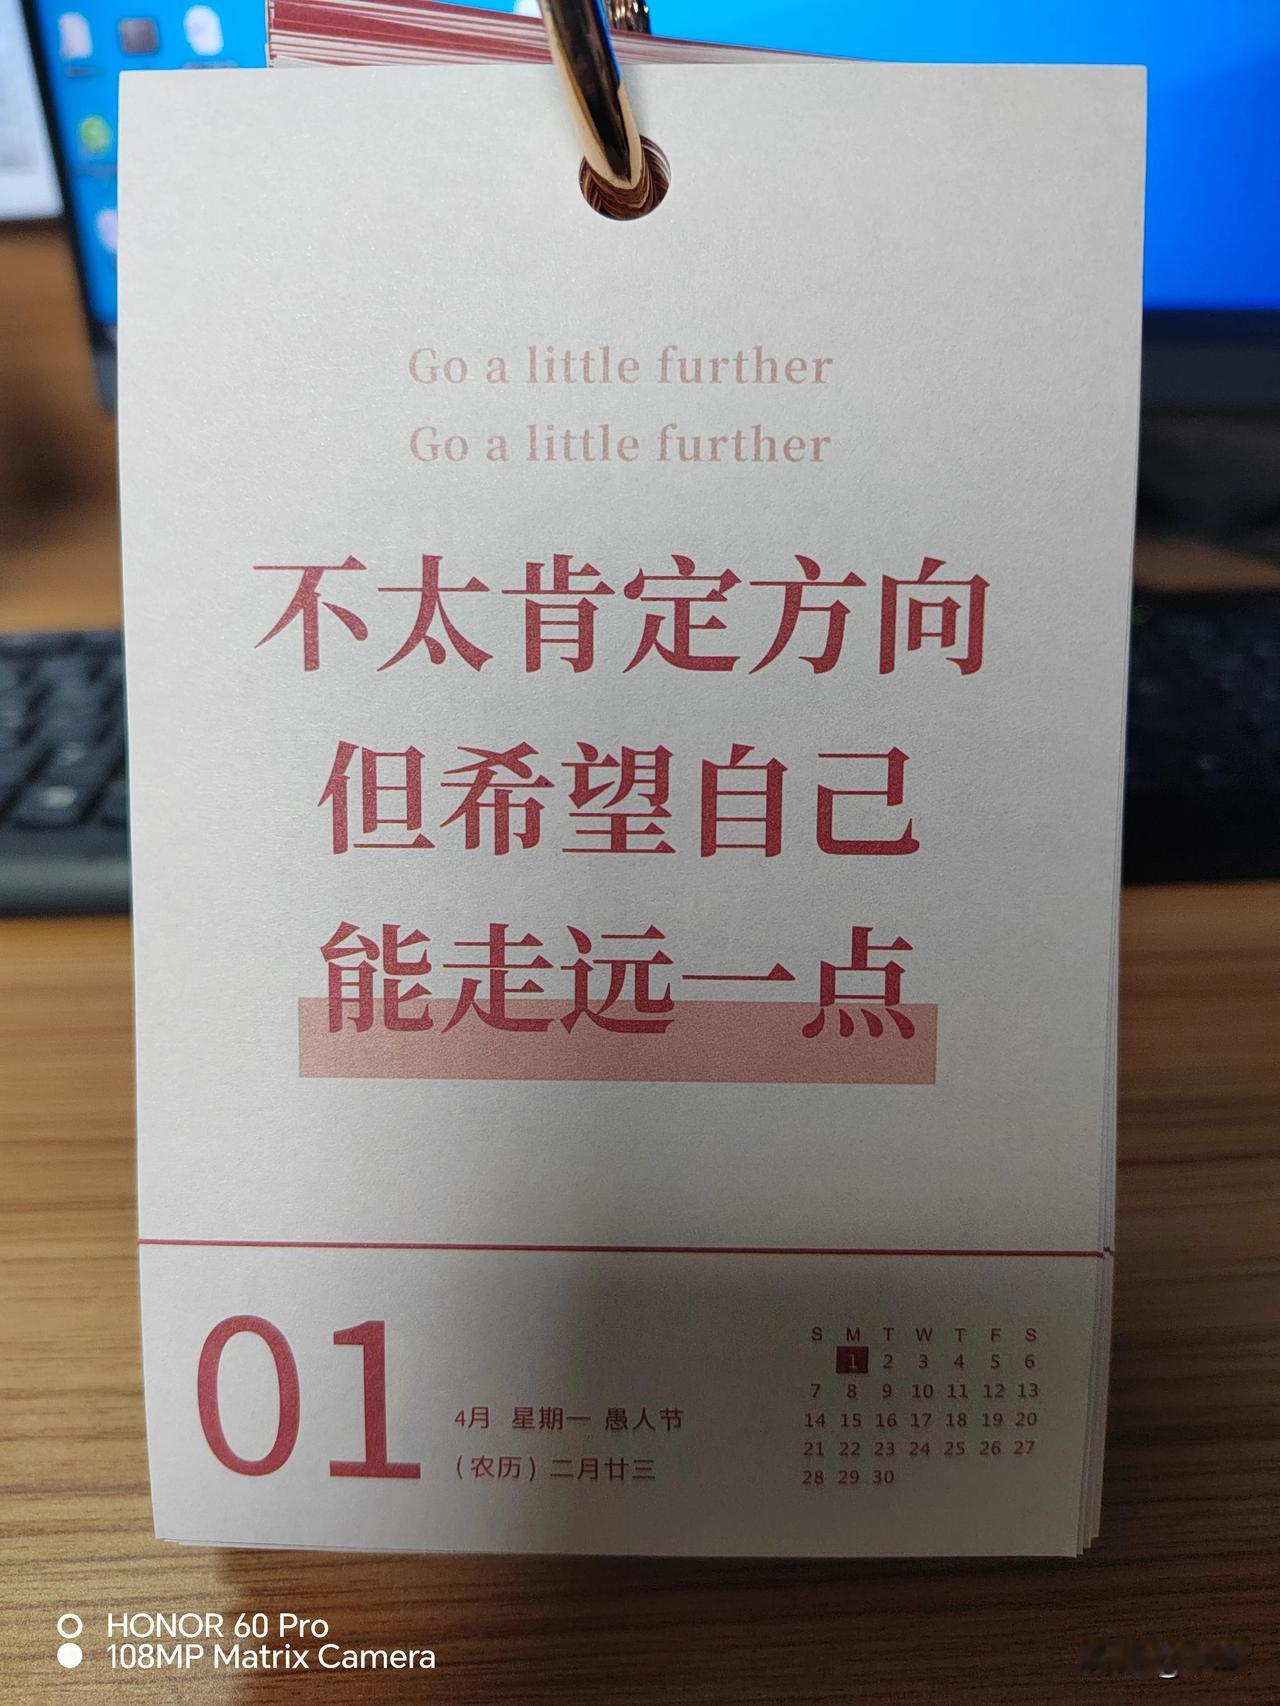 Go a little further
Go a little further
不太肯定方向
但希望自己
能走远一点
01
4月 星期一 愚人节
(农历) 二月廿三
S M T W T F S
1 2 3 4 5 6
7 8 9 10 11 12 13
14 15 16 17 18 19 20
21 22 23 24 25 26 27
28 29 30
HONOR 60 Pro
108MP Matrix Camera